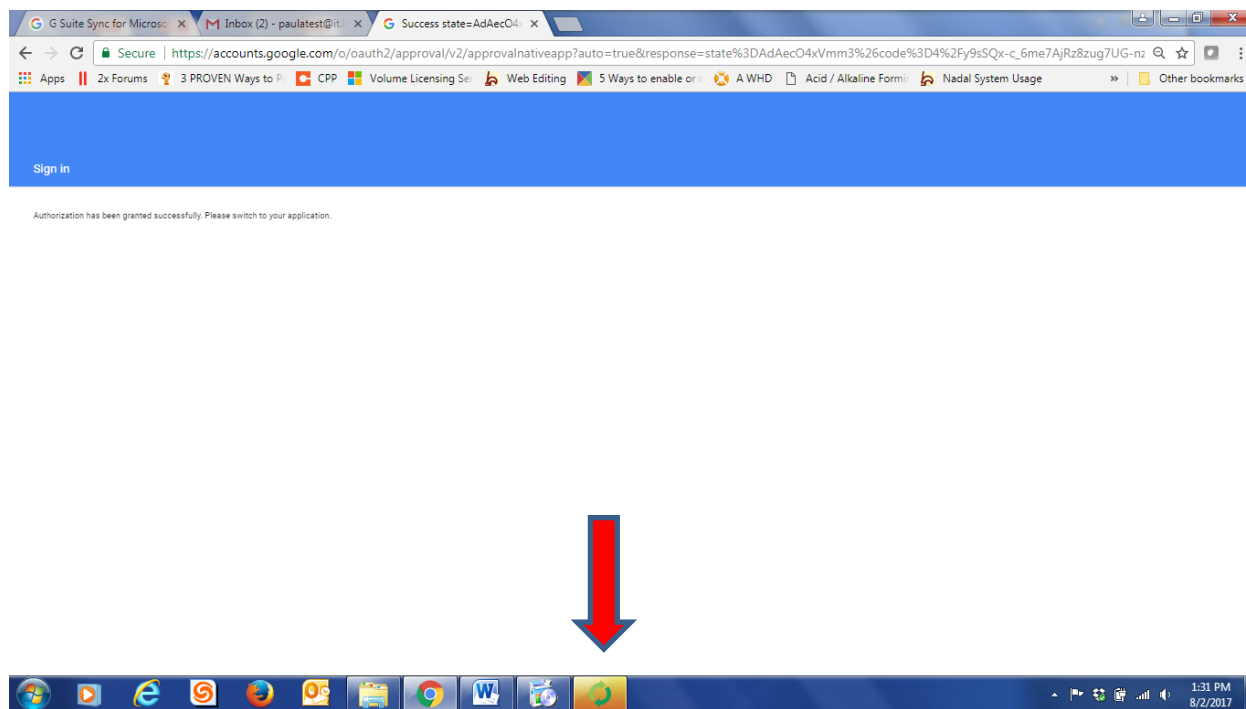 G Suite Sync for Microso
Inbox (2) - paulatest@it.
Success state=AdAecO4
Secure
https://accounts.google.com/o/oauth2/approval/v2/approvalnativeapp?auto=true&response=state%3DAdAecO4xVmm3%26code%3D4%2Fy9sSQx-c_6me7AjRz8zug7UG-nz
Apps
2x Forums
3 PROVEN Ways to P
CPP
Volume Licensing Ser
Web Editing
5 Ways to enable or
A WHD
Acid / Alkaline Formi
Nadal System Usage
»
Other bookmarks
Sign in
Authorization has been granted successfully. Please switch to your application.
1:31 PM
8/2/2017